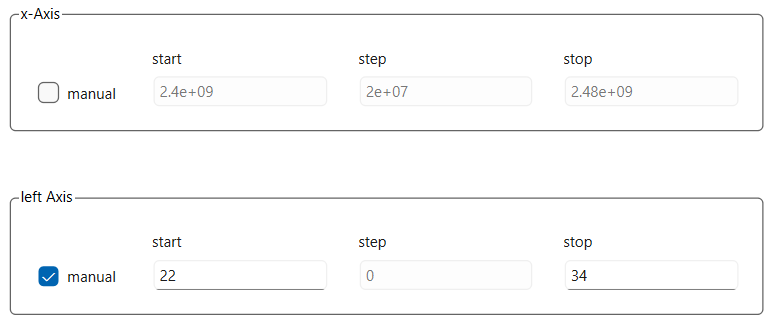 x-Axis
start step stop
manual 2.4e+09 2e+07 2.48e+09
left Axis
start step stop
manual 22 0 34